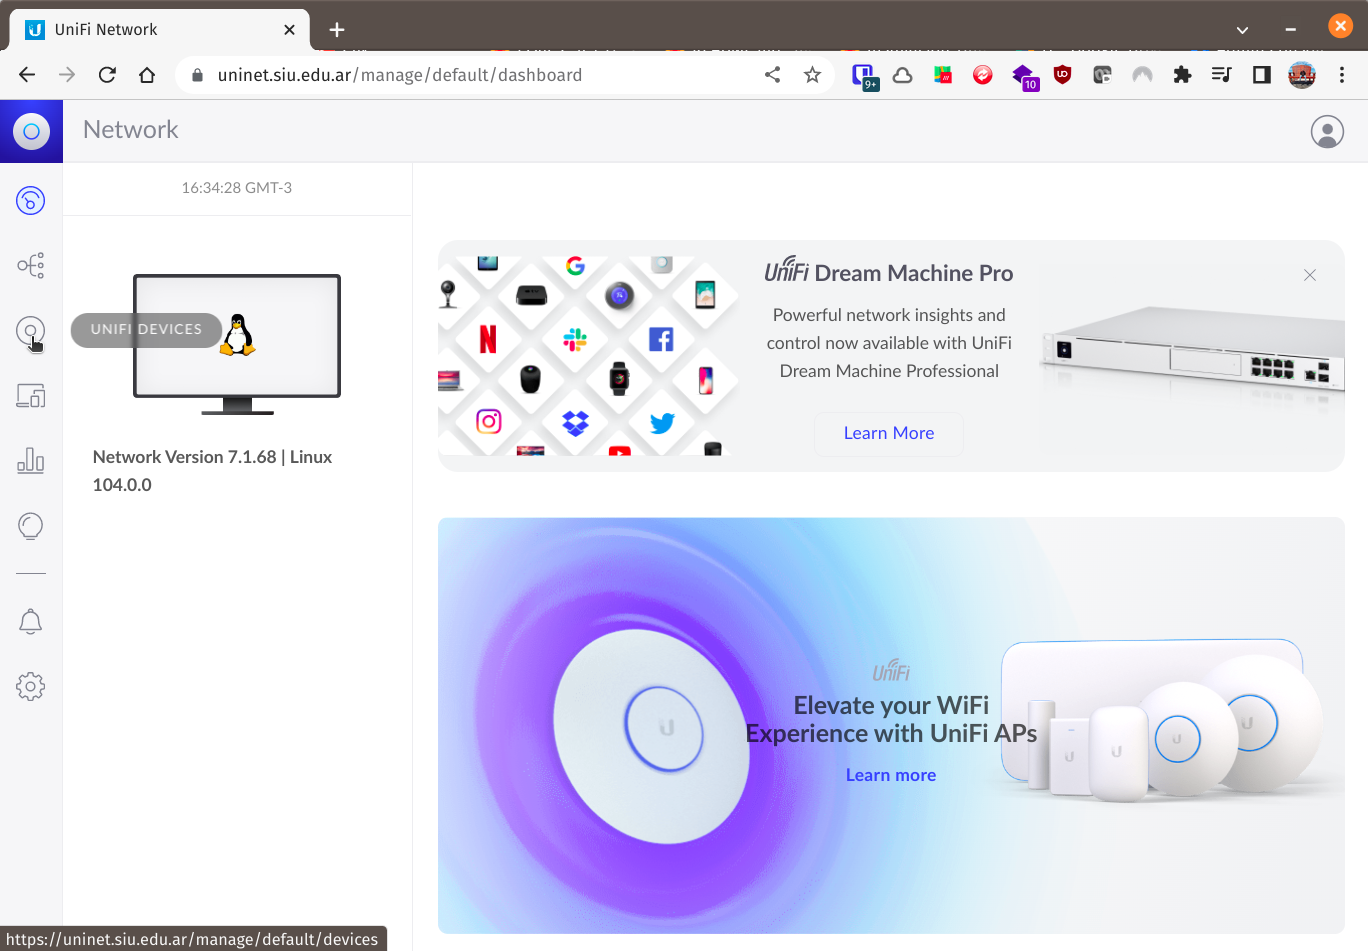 UniFi Network
uninet.siu.edu.ar/manage/default/dashboard
9+
10
Network
16:34:28 GMT-3
UNIFI DEVICES
Network Version 7.1.68 | Linux
104.0.0
UniFi Dream Machine Pro
Powerful network insights and
control now available with UniFi
Dream Machine Professional
Learn More
UniFi
Elevate your WiFi
Experience with UniFi APs
Learn more
https://uninet.siu.edu.ar/manage/default/devices